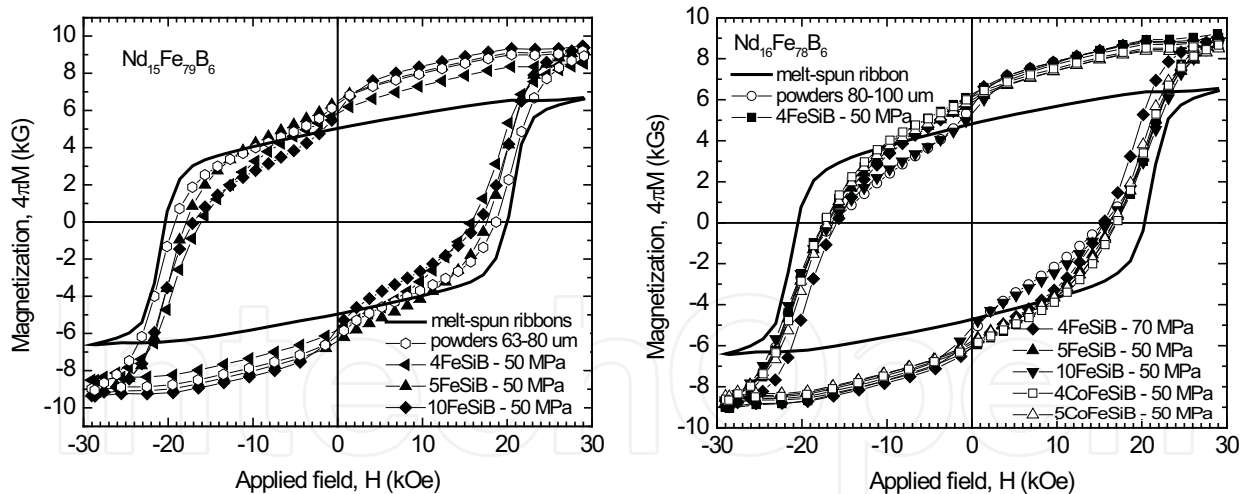 Nd15Fe79B6
melt-spun ribbons
powders 63-80 um
4FeSiB - 50 MPa
5FeSiB - 50 MPa
10FeSiB - 50 MPa
Magnetization, 4πM (kG)
10
8
6
4
2
0
-2
-4
-6
-8
-10
-30
-20
-10
0
10
20
30
Applied field, H (kOe)
Nd16Fe78B6
melt-spun ribbon
powders 80-100 um
4FeSiB - 50 MPa
4FeSiB - 70 MPa
5FeSiB - 50 MPa
10FeSiB - 50 MPa
4CoFeSiB - 50 MPa
5CoFeSiB - 50 MPa
Magnetization, 4πM (kGs)
10
8
6
4
2
0
-2
-4
-6
-8
-10
-30
-20
-10
0
10
20
30
Applied field, H (kOe)